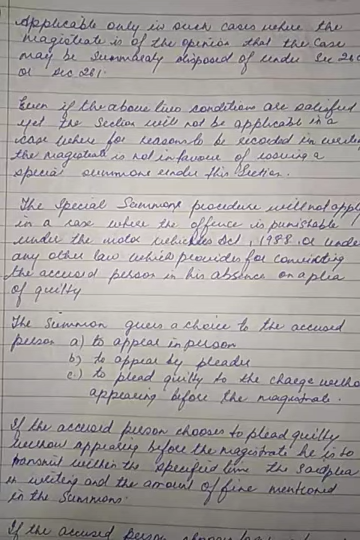 Applicable only in such cases where the
magistrate is of the opinion that the case
may be summarily disposed of under Sec 260
or sec 261.
Even if the above two condition are satisfied
yet the Section will not be applicable in a
case where for reasons to be recorded in
the magistrate is not in favour of issuing a
special summons under this Section.
The Special Summons procedure will not
in a case where the offence is punishable
under the motor vehicles Act, 1988 or
any other law which provides for convicting
the accused person in his absence on a plea
of guilty
The Summon gives a choice to the accused
person a) to appear in person
b) to appear by pleader
c.) to plead guilty to the charge
appearing before the magistrate.
If the accused person chooses to plead guilty
without appearing before the magistrate he is to
transmit within the specified time the said plea
in writing and the amount of fine mentioned
in the Summons.
If the accused person